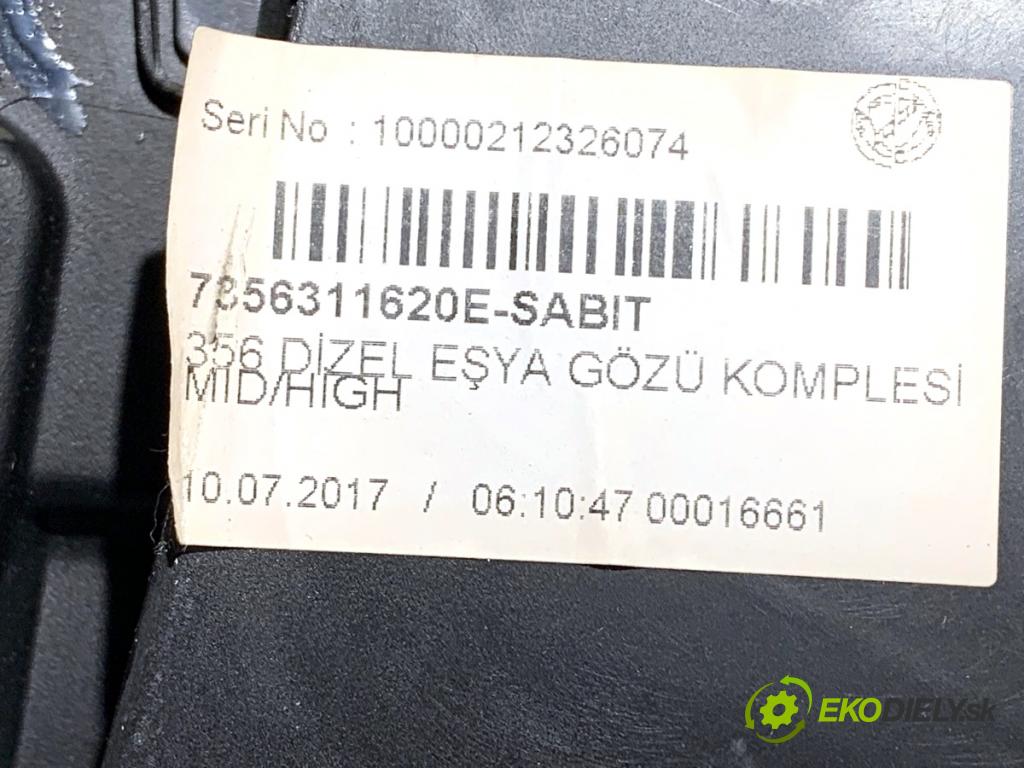 Seri No : 10000212326074
7356311620E-SABIT
356 DİZEL EŞYA GÖZÜ KOMPLESİ
MID/HIGH
10.07.2017 / 06:10:47 00016661
EKODIELY.sk